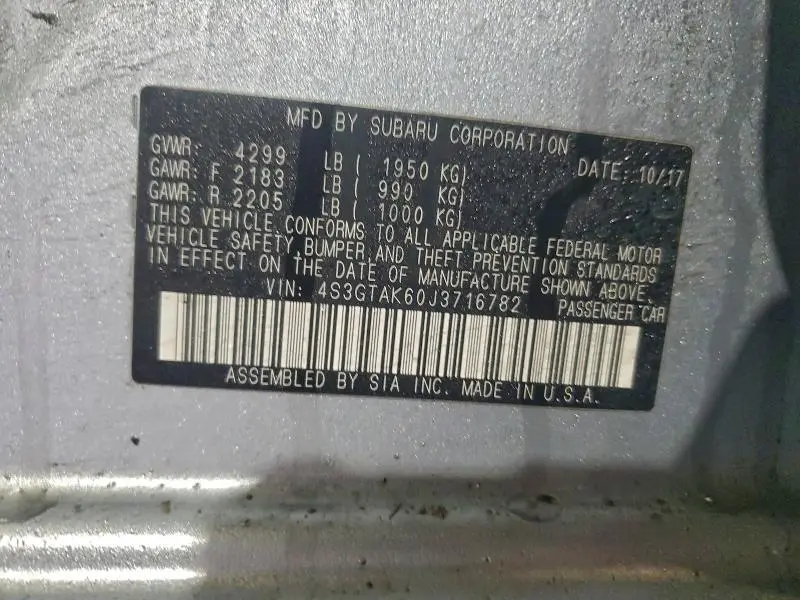 MFD BY SUBARU CORPORATION
GVWR: 4299 LB ( 1950 KG) DATE: 10/17
GAWR: F 2183 LB ( 990 KG)
GAWR: R 2205 LB ( 1000 KG)
THIS VEHICLE CONFORMS TO ALL APPLICABLE FEDERAL MOTOR
VEHICLE SAFETY, BUMPER, AND THEFT PREVENTION STANDARDS
IN EFFECT ON THE DATE OF MANUFACTURE SHOWN ABOVE.
VIN: 4S3GTAK60J3716782 PASSENGER CAR
ASSEMBLED BY SIA INC. MADE IN U.S.A.